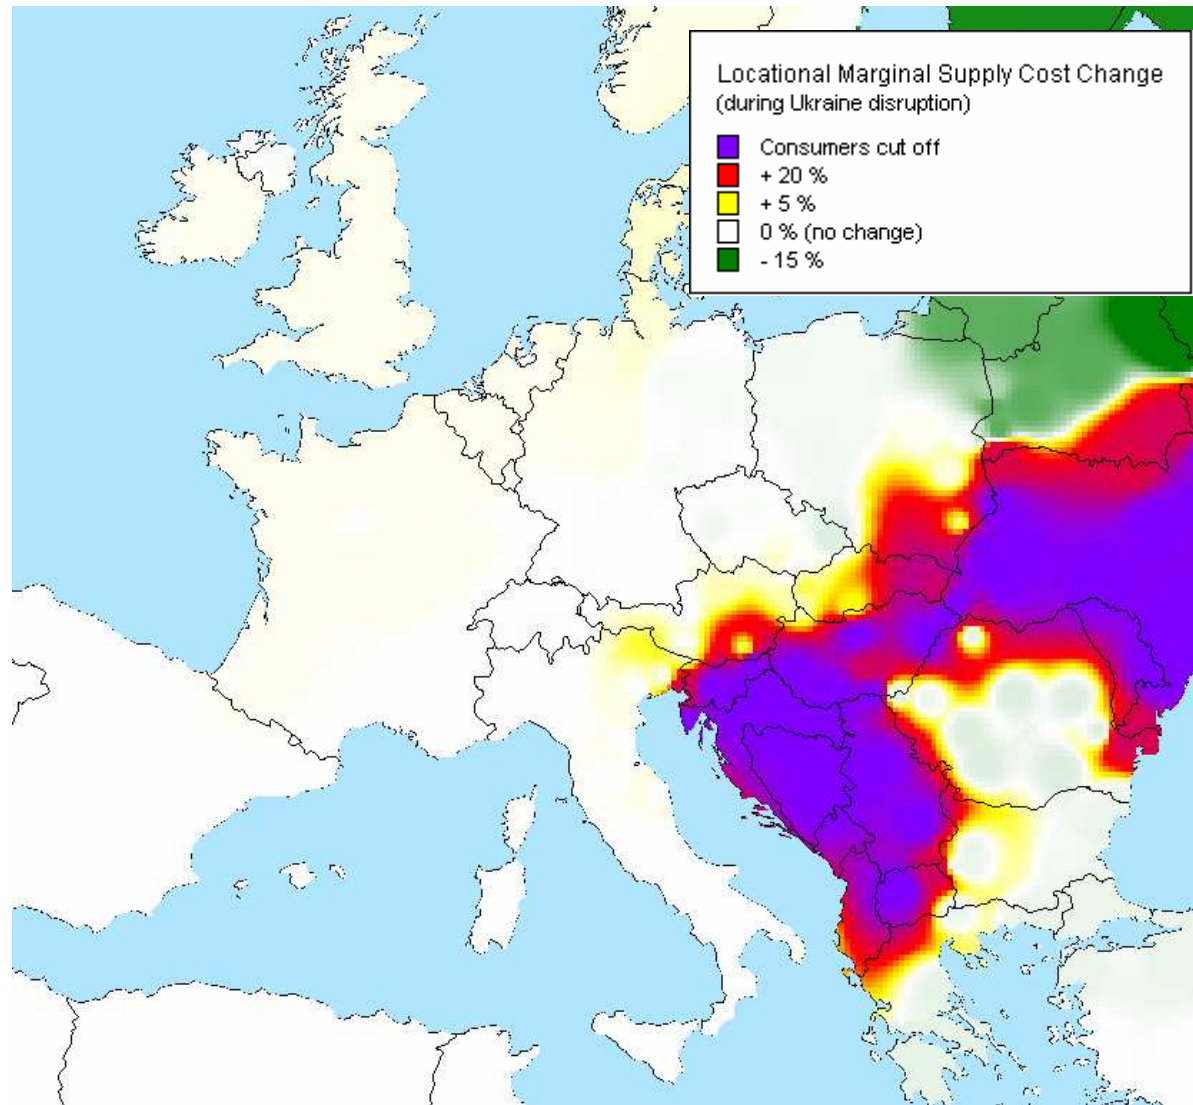 Locational Marginal Supply Cost Change
(during Ukraine disruption)
Consumers cut off
+ 20 %
+ 5 %
0 % (no change)
- 15 %